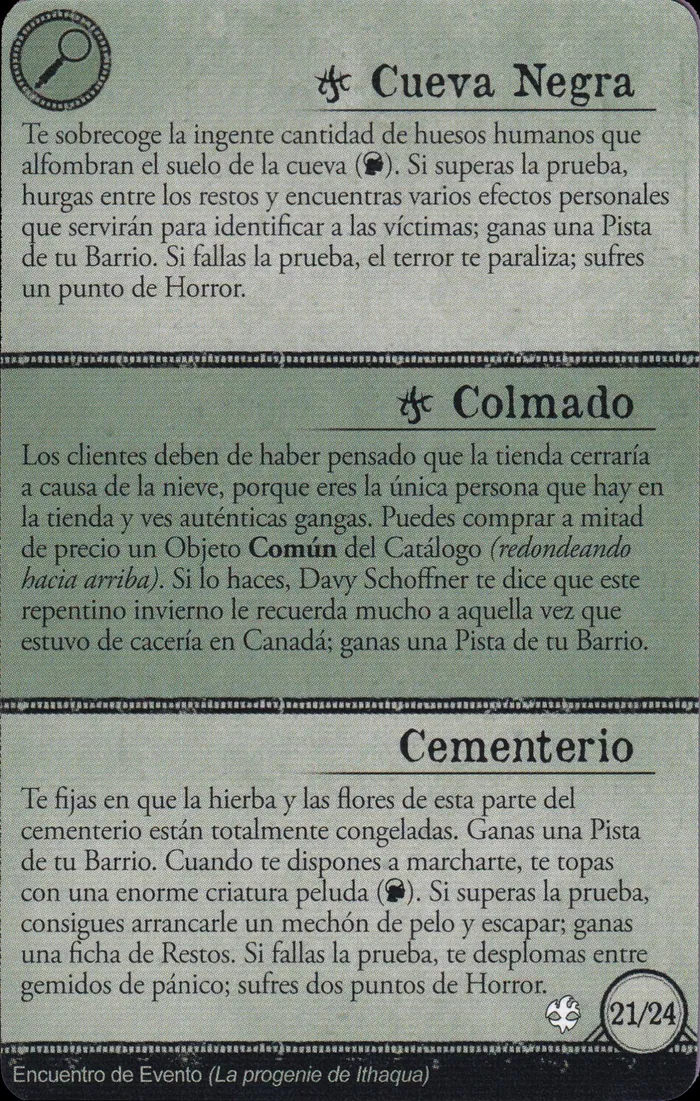 Cueva Negra
Te sobrecoge la ingente cantidad de huesos humanos que
alfombran el suelo de la cueva (). Si superas la prueba,
hurgas entre los restos y encuentras varios efectos personales
que servirán para identificar a las víctimas; ganas una Pista
de tu Barrio. Si fallas la prueba, el terror te paraliza; sufres
un punto de Horror.
Colmado
Los clientes deben de haber pensado que la tienda cerraría
a causa de la nieve, porque eres la única persona que hay en
la tienda y ves auténticas gangas. Puedes comprar a mitad
de precio un Objeto Común del Catálogo (redondeando
hacia arriba). Si lo haces, Davy Schoffner te dice que este
repentino invierno le recuerda mucho a aquella vez que
estuvo de cacería en Canadá; ganas una Pista de tu Barrio.
Cementerio
Te fijas en que la hierba y las flores de esta parte del
cementerio están totalmente congeladas. Ganas una Pista
de tu Barrio. Cuando te dispones a marcharte, te topas
con una enorme criatura peluda (). Si superas la prueba,
consigues arrancarle un mechón de pelo y escapar; ganas
una ficha de Restos. Si fallas la prueba, te desplomas entre
gemidos de pánico; sufres dos puntos de Horror.
21/24
Encuentro de Evento (La progenie de Ithaqua)